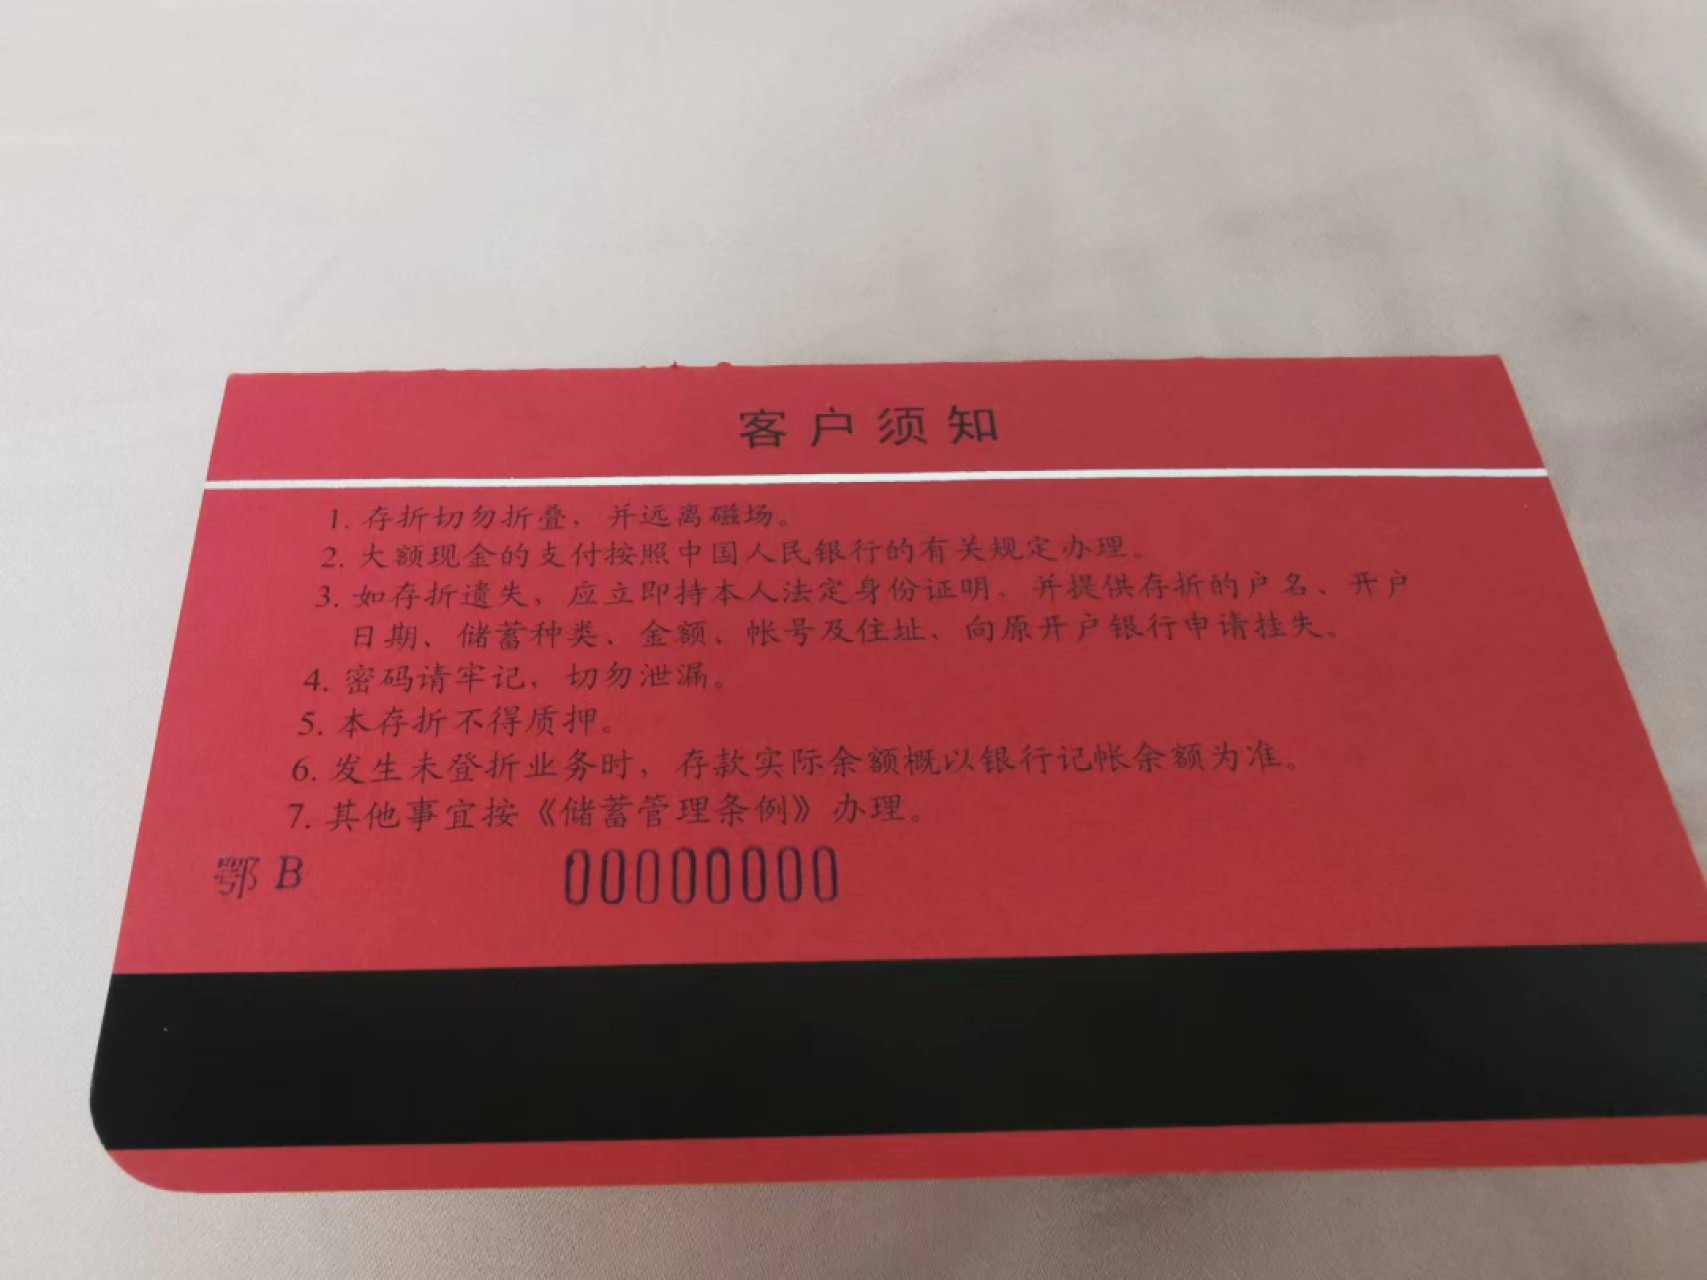 客户须知
1. 存折切勿折叠，并远离磁场。
2. 大额现金的支付按照中国人民银行的有关规定办理。
3. 如存折遗失、应立即持本人法定身份证明，并提供存折的户名、开户
日期、储蓄种类、金额、帐号及住址、向原开户银行申请挂失。
4. 密码请牢记，切勿泄漏。
5. 本存折不得质押。
6. 发生未登折业务时，存款实际余额概以银行记帐余额为准。
7. 其他事宜按《储蓄管理条例》办理。
鄂 B 00000000